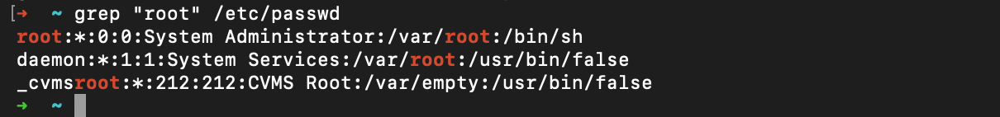 [➜  ~ grep "root" /etc/passwd
root:*:0:0:System Administrator:/var/root:/bin/sh
daemon:*:1:1:System Services:/var/root:/usr/bin/false
_cvmsroot:*:212:212:CVMS Root:/var/empty:/usr/bin/false
➜  ~